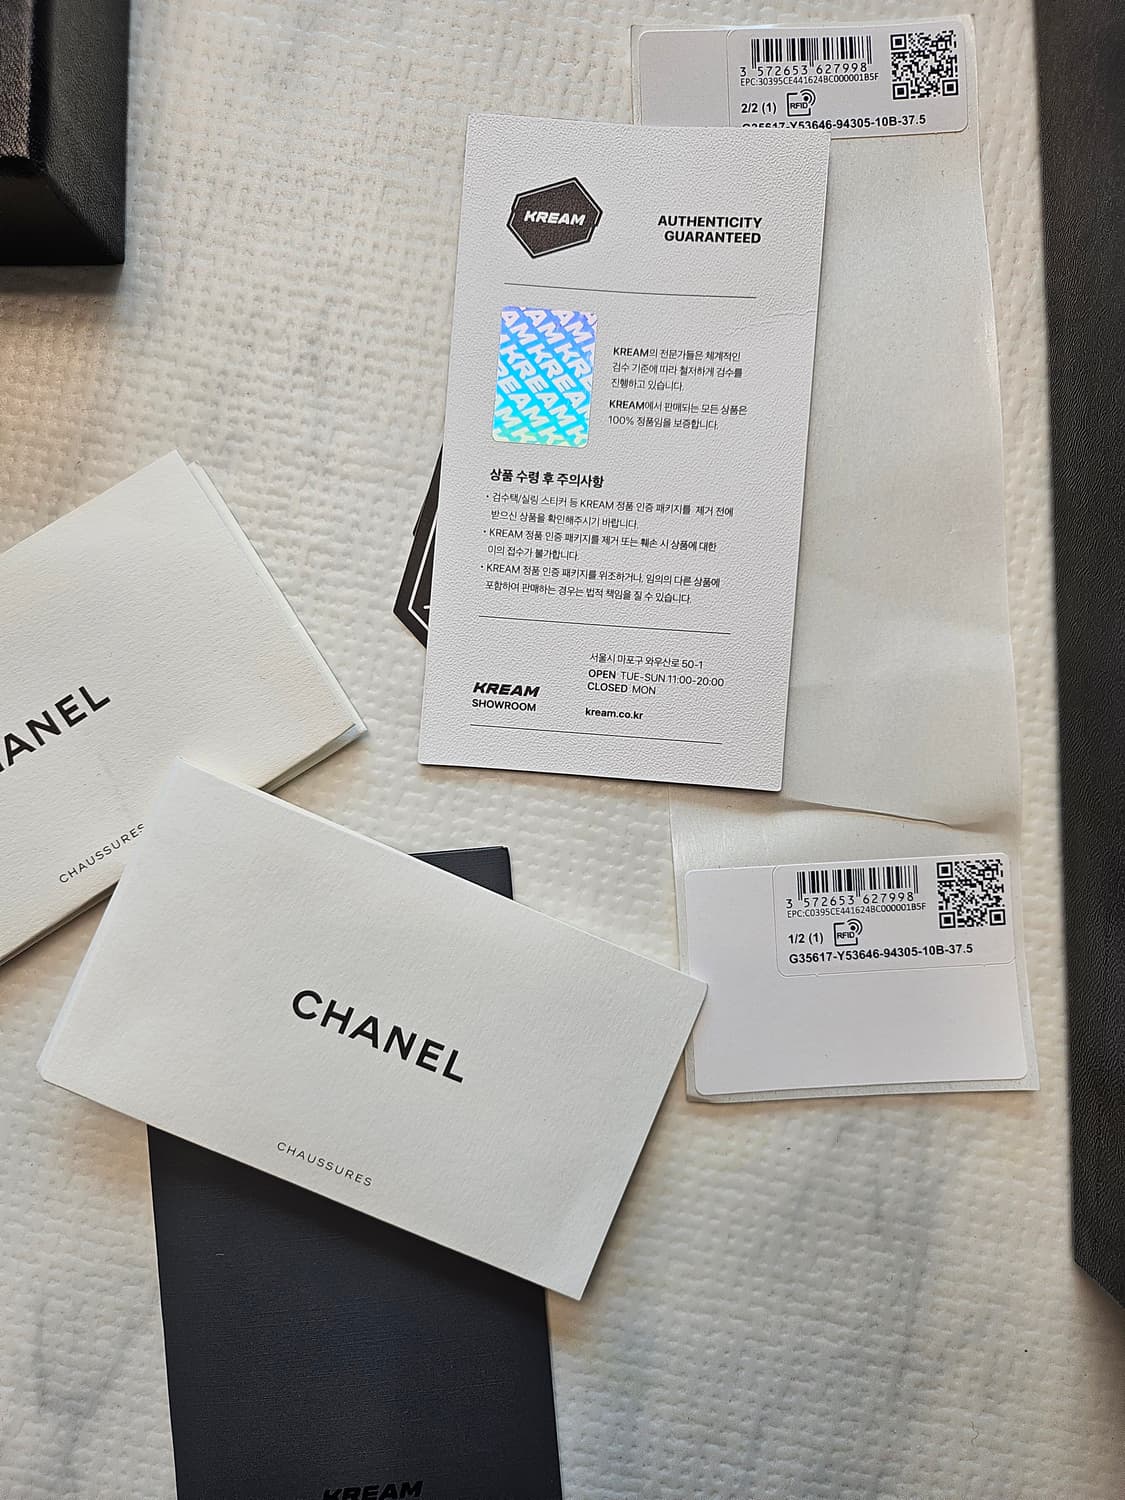 3 572653 627998
EPC:30395CE441624BC000001B5F
2/2 (1)
RFID
G35617-Y53646-94305-10B-37.5
KREAM
AUTHENTICITY
GUARANTEED
KREAM의 전문가들은 체계적인
검수 기준에 따라 철저하게 검수를
진행하고 있습니다.
KREAM에서 판매되는 모든 상품은
100% 정품임을 보증합니다.
상품 수령 후 주의사항
· 검수택/실링 스티커 등 KREAM 정품 인증 패키지를 제거 전에
받으신 상품을 확인해주시기 바랍니다.
· KREAM 정품 인증 패키지를 제거 또는 훼손 시 상품에 대한
이의 접수가 불가합니다.
· KREAM 정품 인증 패키지를 위조하거나, 임의의 다른 상품에
포함하여 판매하는 경우는 법적 책임을 질 수 있습니다.
서울시 마포구 와우산로 50-1
OPEN TUE-SUN 11:00-20:00
CLOSED MON
KREAM
SHOWROOM
kream.co.kr
HANEL
CHAUSSURES
3 572653 627998
EPC:C0395CE441624BC000001B5F
1/2 (1)
RFID
G35617-Y53646-94305-10B-37.5
CHANEL
CHAUSSURES
KREAM